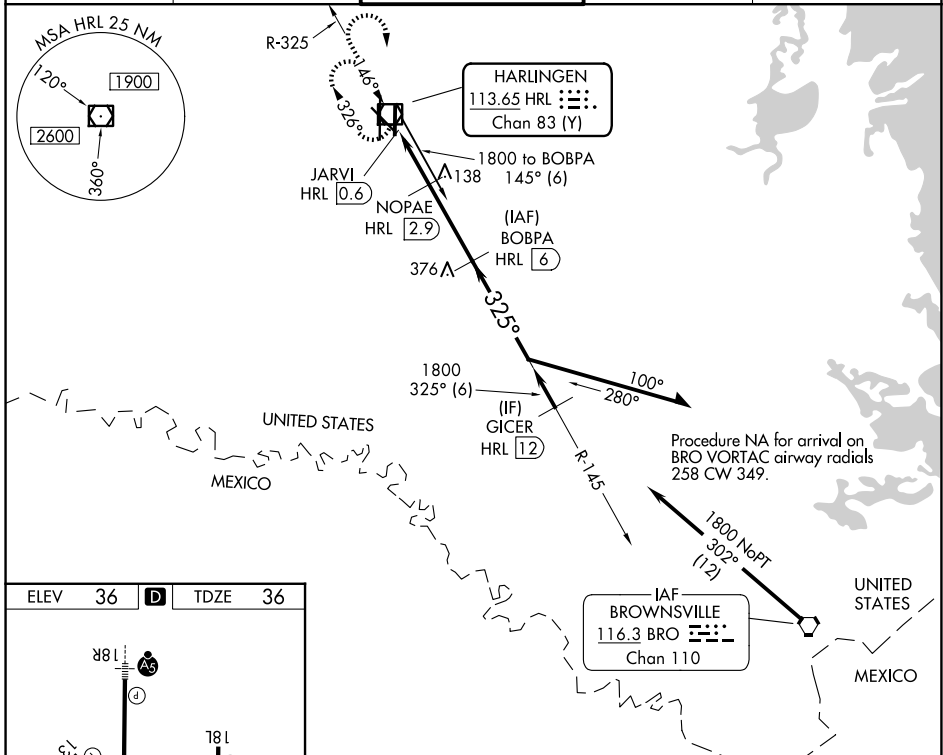 MSA HRL 25 NM
120°
1900
2600
360°
R-325
146°
326°
HARLINGEN
113.65 HRL
Chan 83 (Y)
1800 to BOBPA
145° (6)
138
JARVI
HRL 0.6
NOPAE
HRL 2.9
(IAF)
BOBPA
HRL 6
376
325°
1800
325° (6)
100°
280°
(IF)
GICER
HRL 12
R-145
UNITED STATES
MEXICO
Procedure NA for arrival on
BRO VORTAC airway radials
258 CW 349.
1800 NoPT
302°
(12)
IAF
BROWNSVILLE
116.3 BRO
Chan 110
UNITED
STATES
MEXICO
ELEV 36 D TDZE 36
18R
A5
P
18L